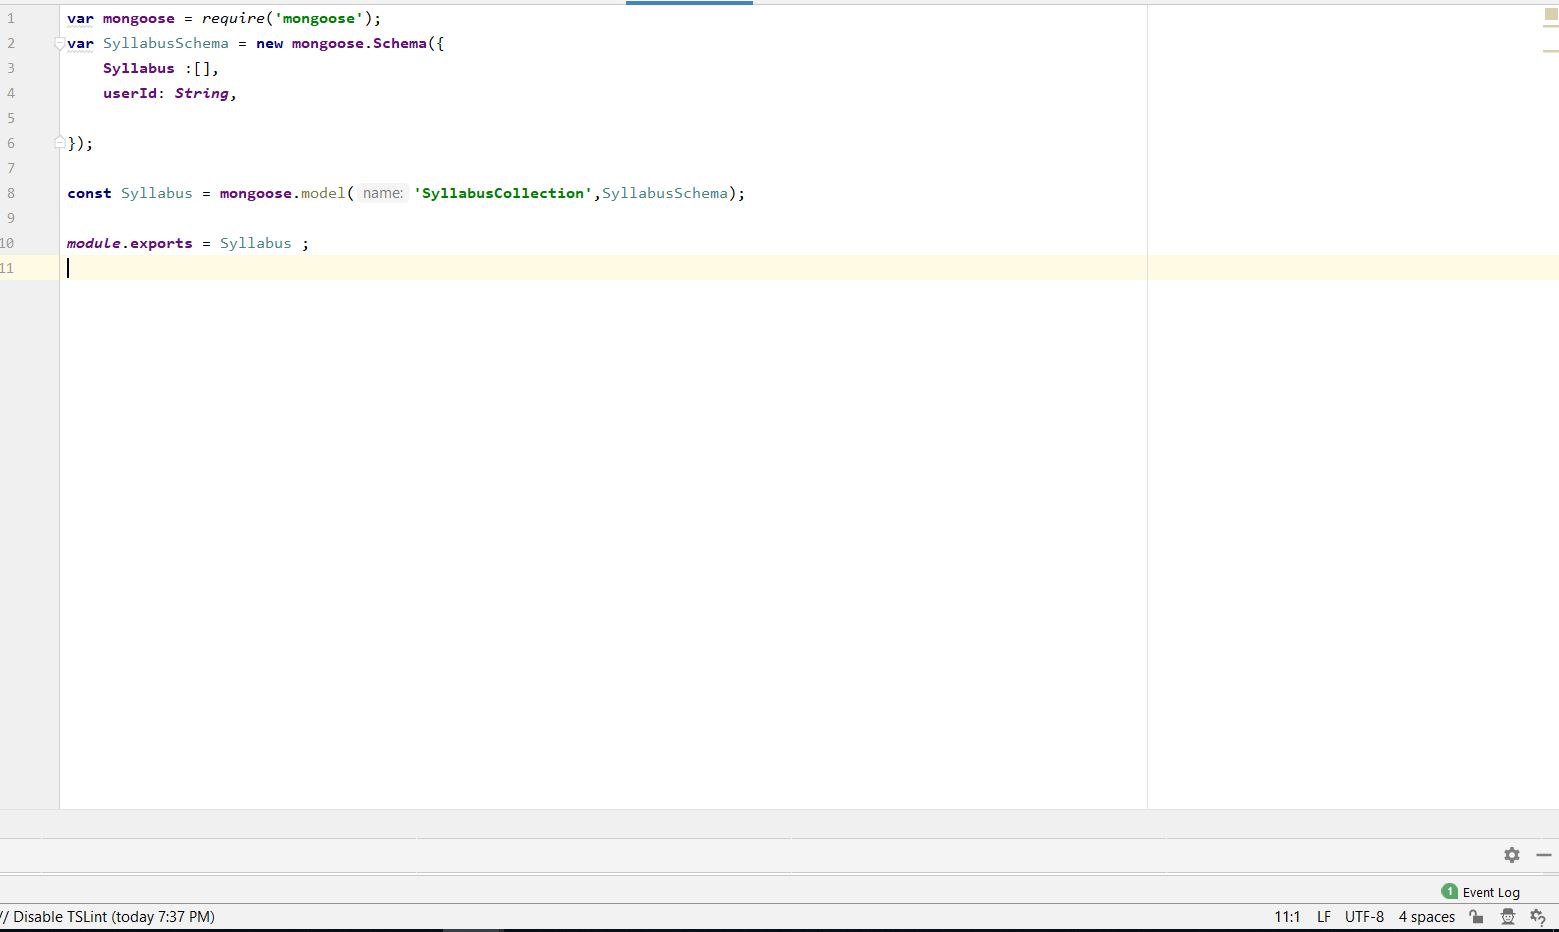 1 var mongoose = require('mongoose');
2 var SyllabusSchema = new mongoose.Schema({
3 Syllabus :[],
4 userId: String,
5
6 });
7
8 const Syllabus = mongoose.model( name: 'SyllabusCollection',SyllabusSchema);
9
10 module.exports = Syllabus ;
11
1 Event Log
// Disable TSLint (today 7:37 PM) 11:1 LF UTF-8 4 spaces